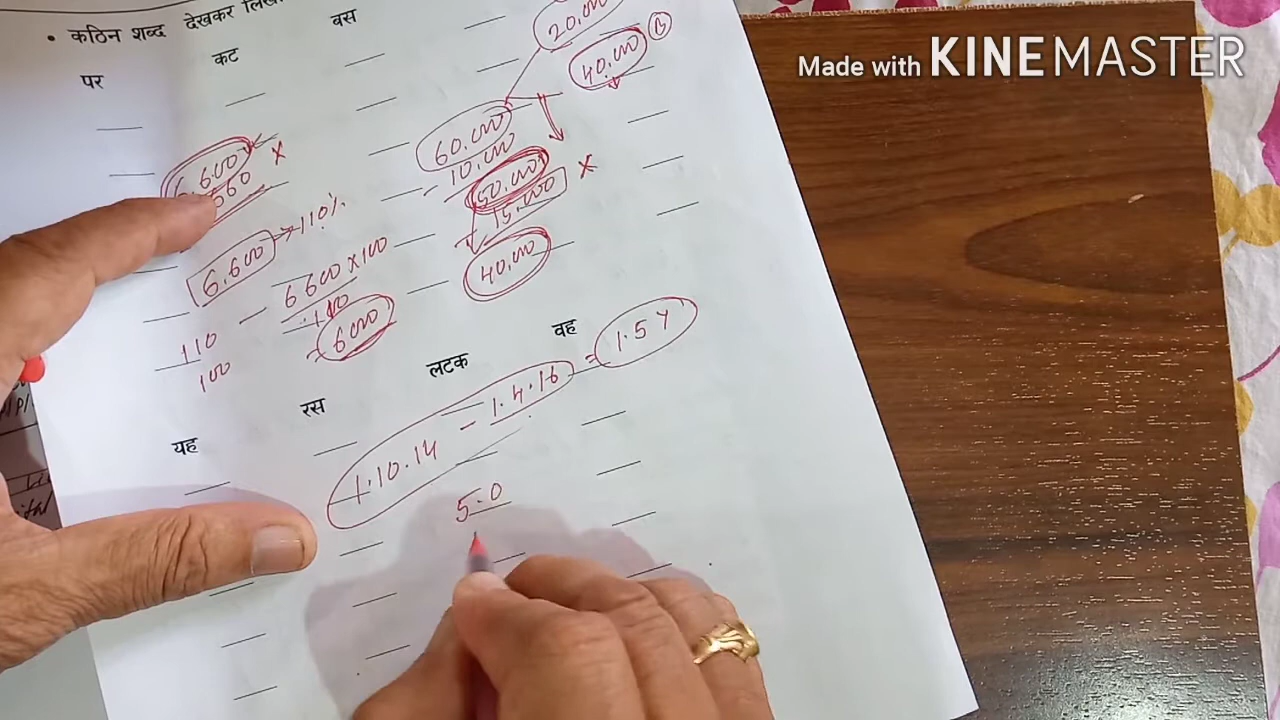 Made with KINEMASTER
• कठिन शब्द देखकर
पर
कट
बस
20.000
40.000 B
60.000
- 10.000
50.000
15.000 X
40.000
6.600 X
6.600 → 110%
6600 × 100
110
= 6000
110
100
यह
रस
लटक
वह
1.10.14 - 1.4.16 = 1.5 Y
5.0